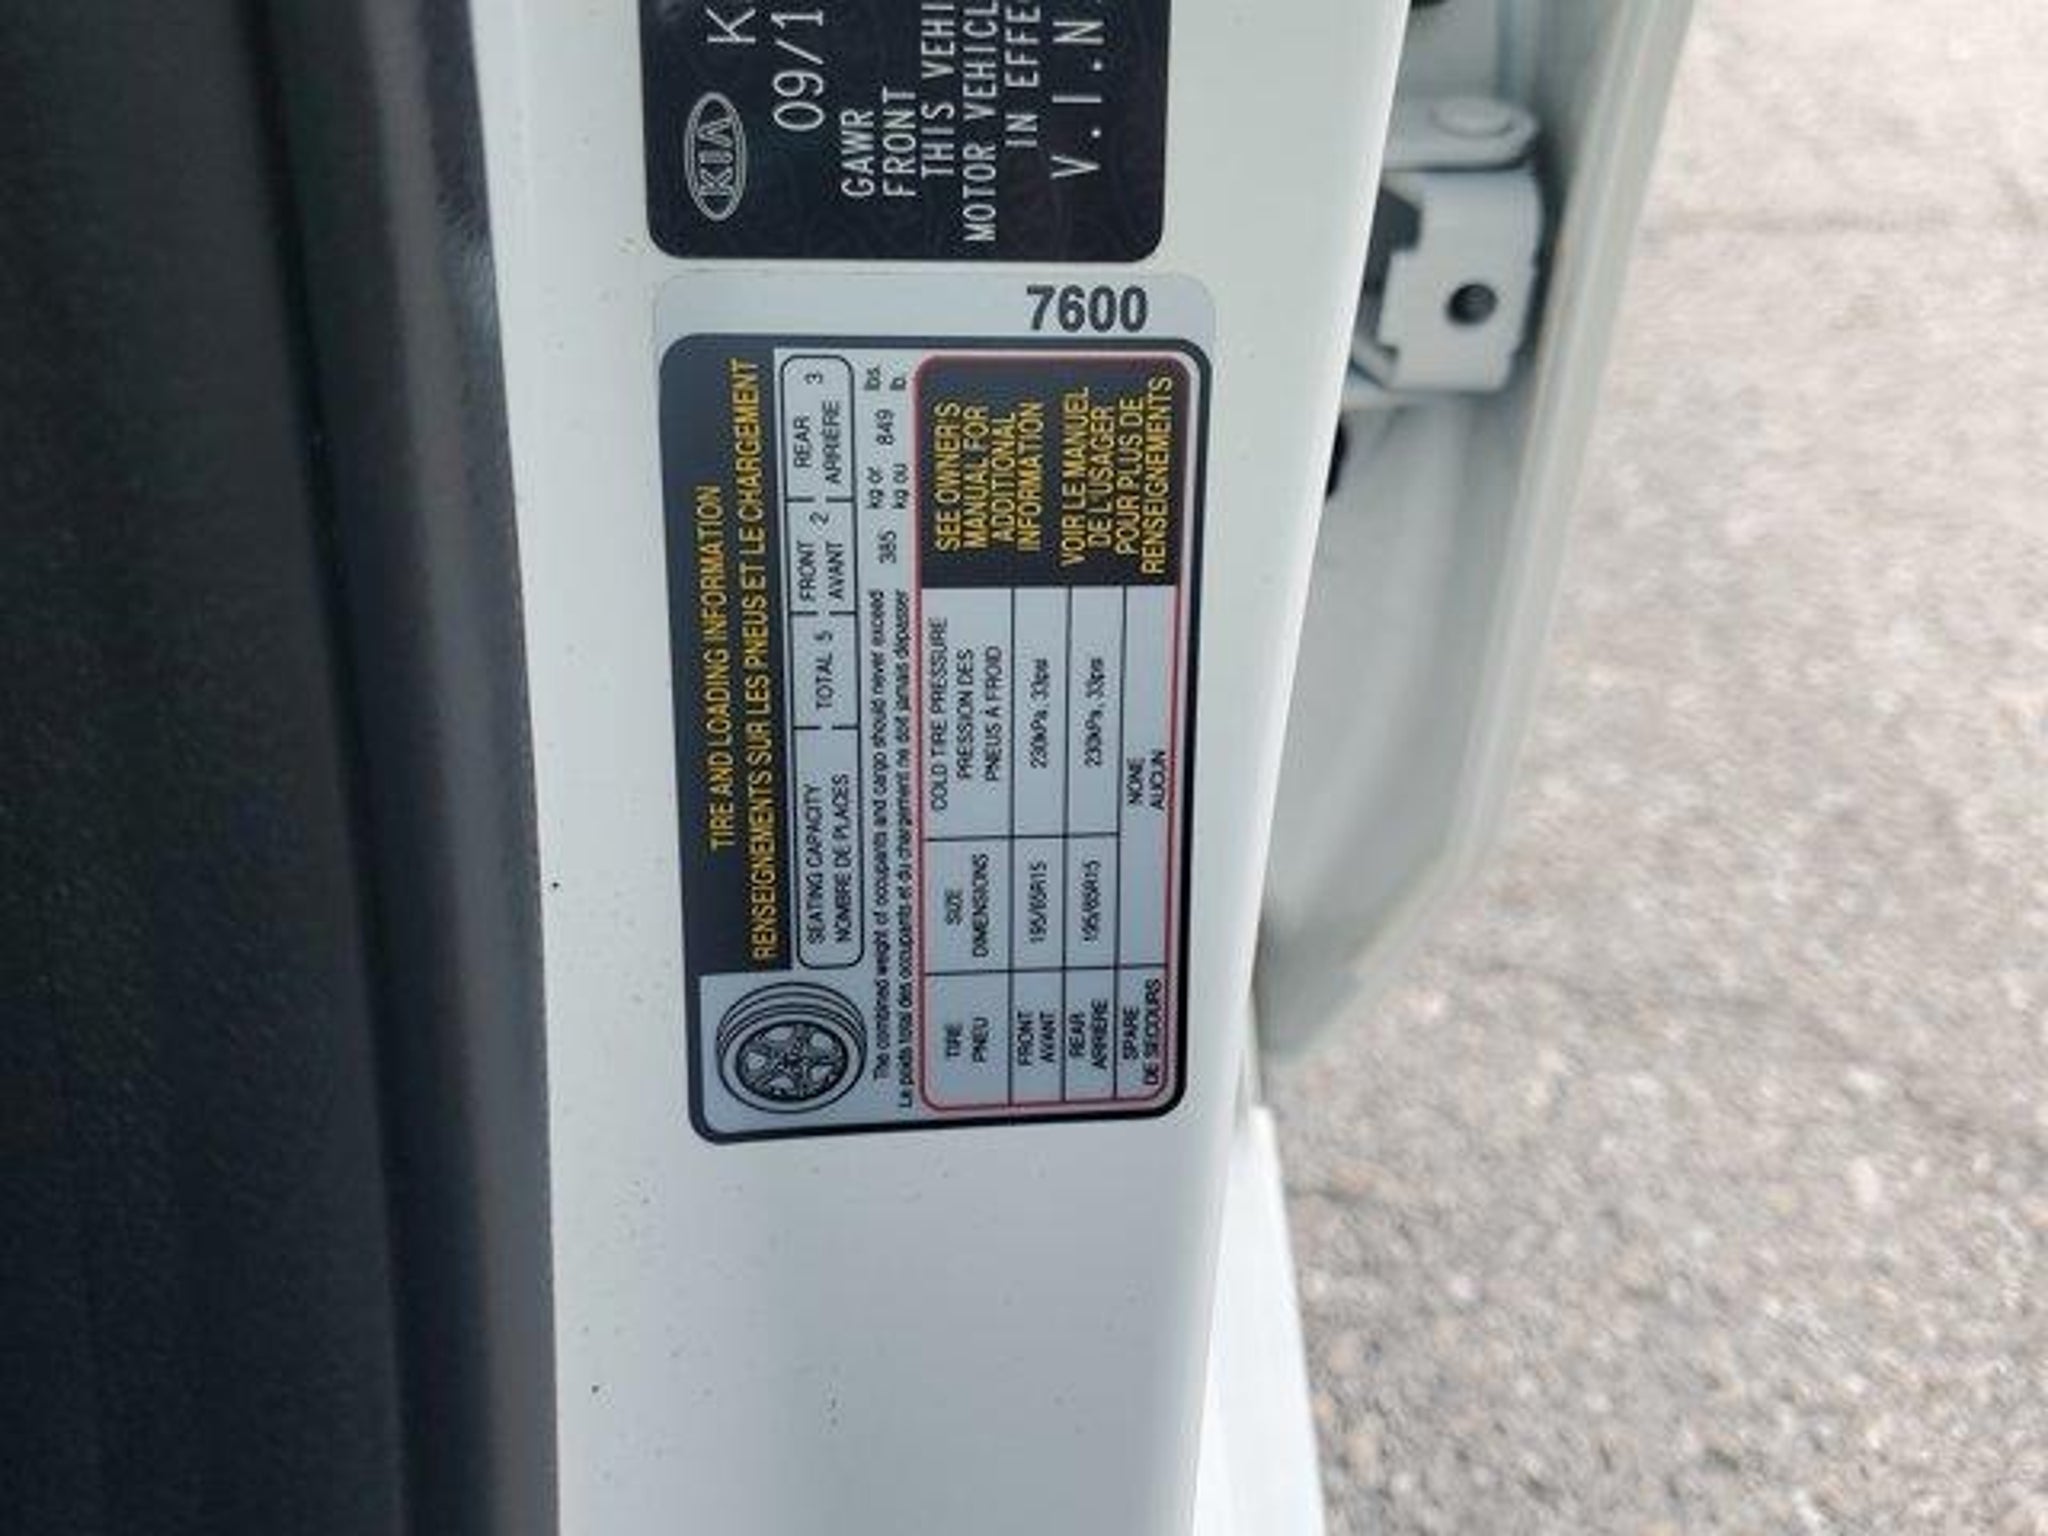 KIA K
09/1
GAWR
FRONT
THIS VEHI
MOTOR VEHICL
IN EFFE
V.I.N
7600
TIRE AND LOADING INFORMATION
RENSEIGNEMENTS SUR LES PNEUS ET LE CHARGEMENT
SEATING CAPACITY
NOMBRE DE PLACES
TOTAL 5
FRONT
AVANT 2
REAR
ARRIÈRE 3
The combined weight of occupants and cargo should never exceed 385 kg or 849 lbs.
Le poids total des occupants et du chargement ne doit jamais dépasser kg ou lb.
TIRE
PNEU
SIZE
DIMENSIONS
COLD TIRE PRESSURE
PRESSION DES
PNEUS À FROID
FRONT
AVANT
195/65R15
230kPa, 33psi
REAR
ARRIÈRE
195/65R15
230kPa, 33psi
SPARE
DE SECOURS
NONE
AUCUN
SEE OWNER'S
MANUAL FOR
ADDITIONAL
INFORMATION
VOIR LE MANUEL
DE L'USAGER
POUR PLUS DE
RENSEIGNEMENTS